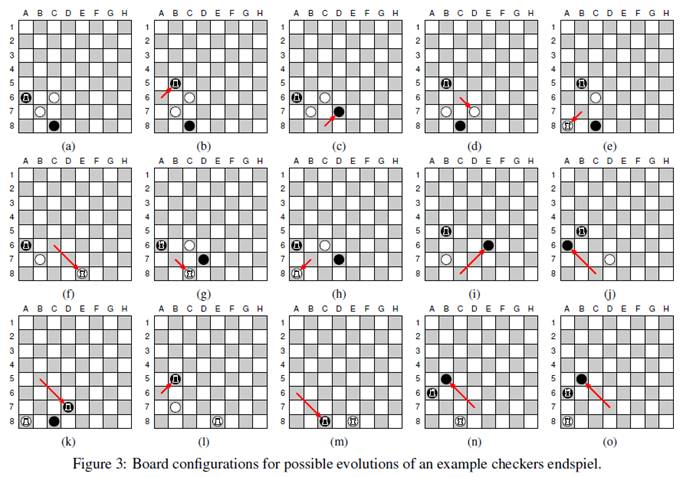 A B C D E F G H A B C D E F G H A B C D E F G H A B C D E F G H A B C D E F G H
1 1 1 1 1
2 2 2 2 2
3 3 3 3 3
4 4 4 4 4
5 5 5 5 5
6 6 6 6 6
7 7 7 7 7
8 8 8 8 8
(a) (b) (c) (d) (e)
A B C D E F G H A B C D E F G H A B C D E F G H A B C D E F G H A B C D E F G H
1 1 1 1 1
2 2 2 2 2
3 3 3 3 3
4 4 4 4 4
5 5 5 5 5
6 6 6 6 6
7 7 7 7 7
8 8 8 8 8
(f) (g) (h) (i) (j)
A B C D E F G H A B C D E F G H A B C D E F G H A B C D E F G H A B C D E F G H
1 1 1 1 1
2 2 2 2 2
3 3 3 3 3
4 4 4 4 4
5 5 5 5 5
6 6 6 6 6
7 7 7 7 7
8 8 8 8 8
(k) (l) (m) (n) (o)
Figure 3: Board configurations for possible evolutions of an example checkers endspiel.